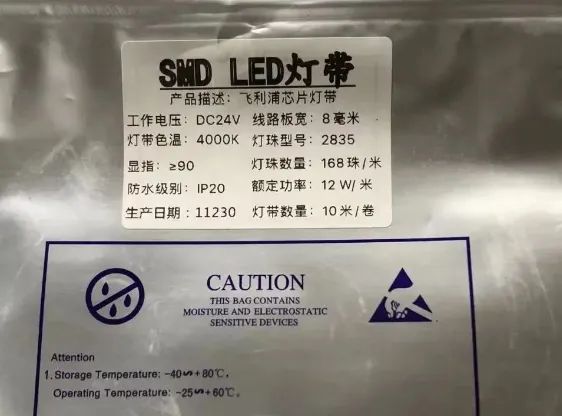 SMD LED灯带
产品描述：飞利浦芯片灯带
工作电压：DC24V 线路板宽：8毫米
灯带色温：4000K 灯珠型号：2835
显指：≥90 灯珠数量：168珠/米
防水级别：IP20 额定功率：12W/米
生产日期：11230 灯带数量：10米/卷
CAUTION
THIS BAG CONTAINS
MOISTURE AND ELECTROSTATIC
SENSITIVE DEVICES
Attention
1.Storage Temperature: -40∽+80℃.
Operating Temperature: -25∽+60℃.